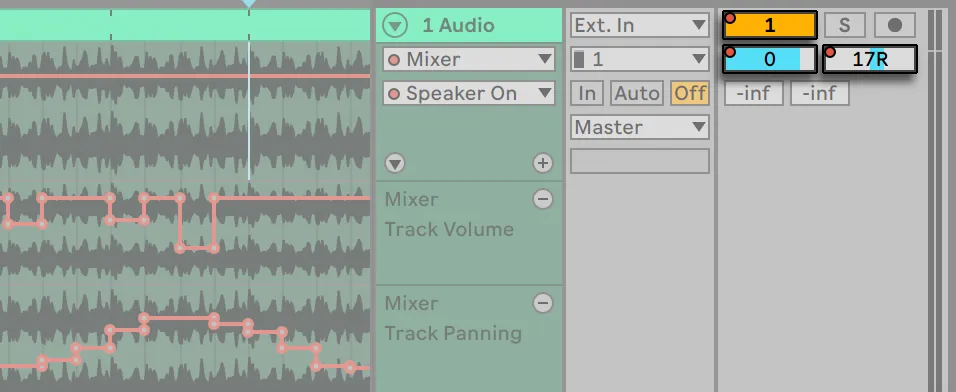 1 Audio
Ext. In
1
S
Mixer
1
0
17R
Speaker On
In
Auto
Off
-inf
-inf
Master
Mixer
Track Volume
Mixer
Track Panning